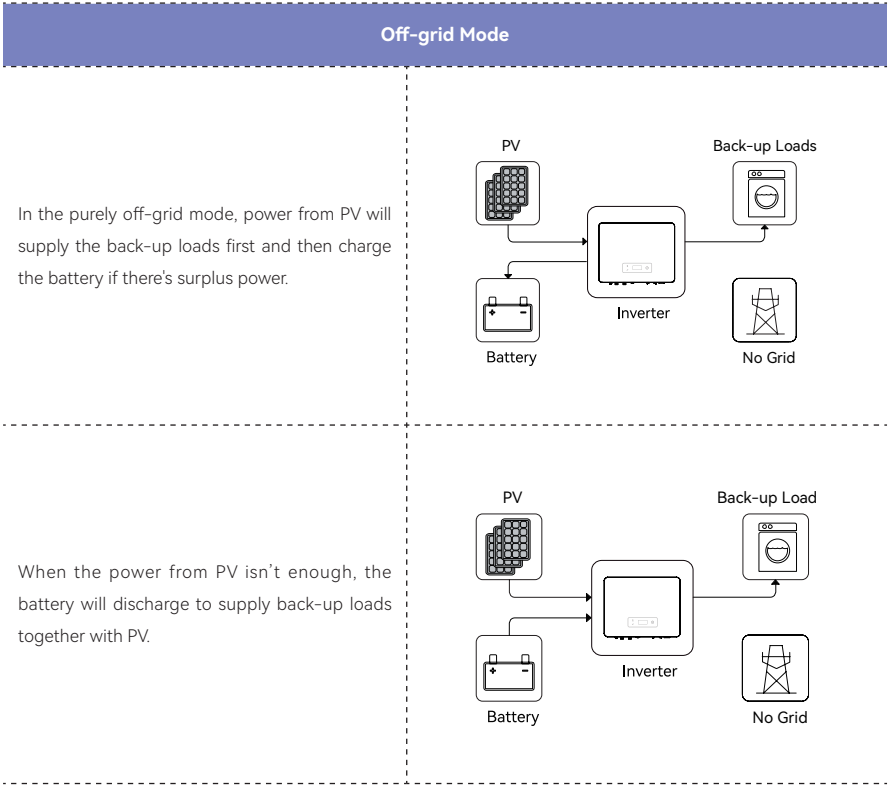 Off-grid Mode
In the purely off-grid mode, power from PV will
supply the back-up loads first and then charge
the battery if there's surplus power.
PV
Back-up Loads
Inverter
Battery
No Grid
When the power from PV isn't enough, the
battery will discharge to supply back-up loads
together with PV.
PV
Back-up Load
Inverter
Battery
No Grid